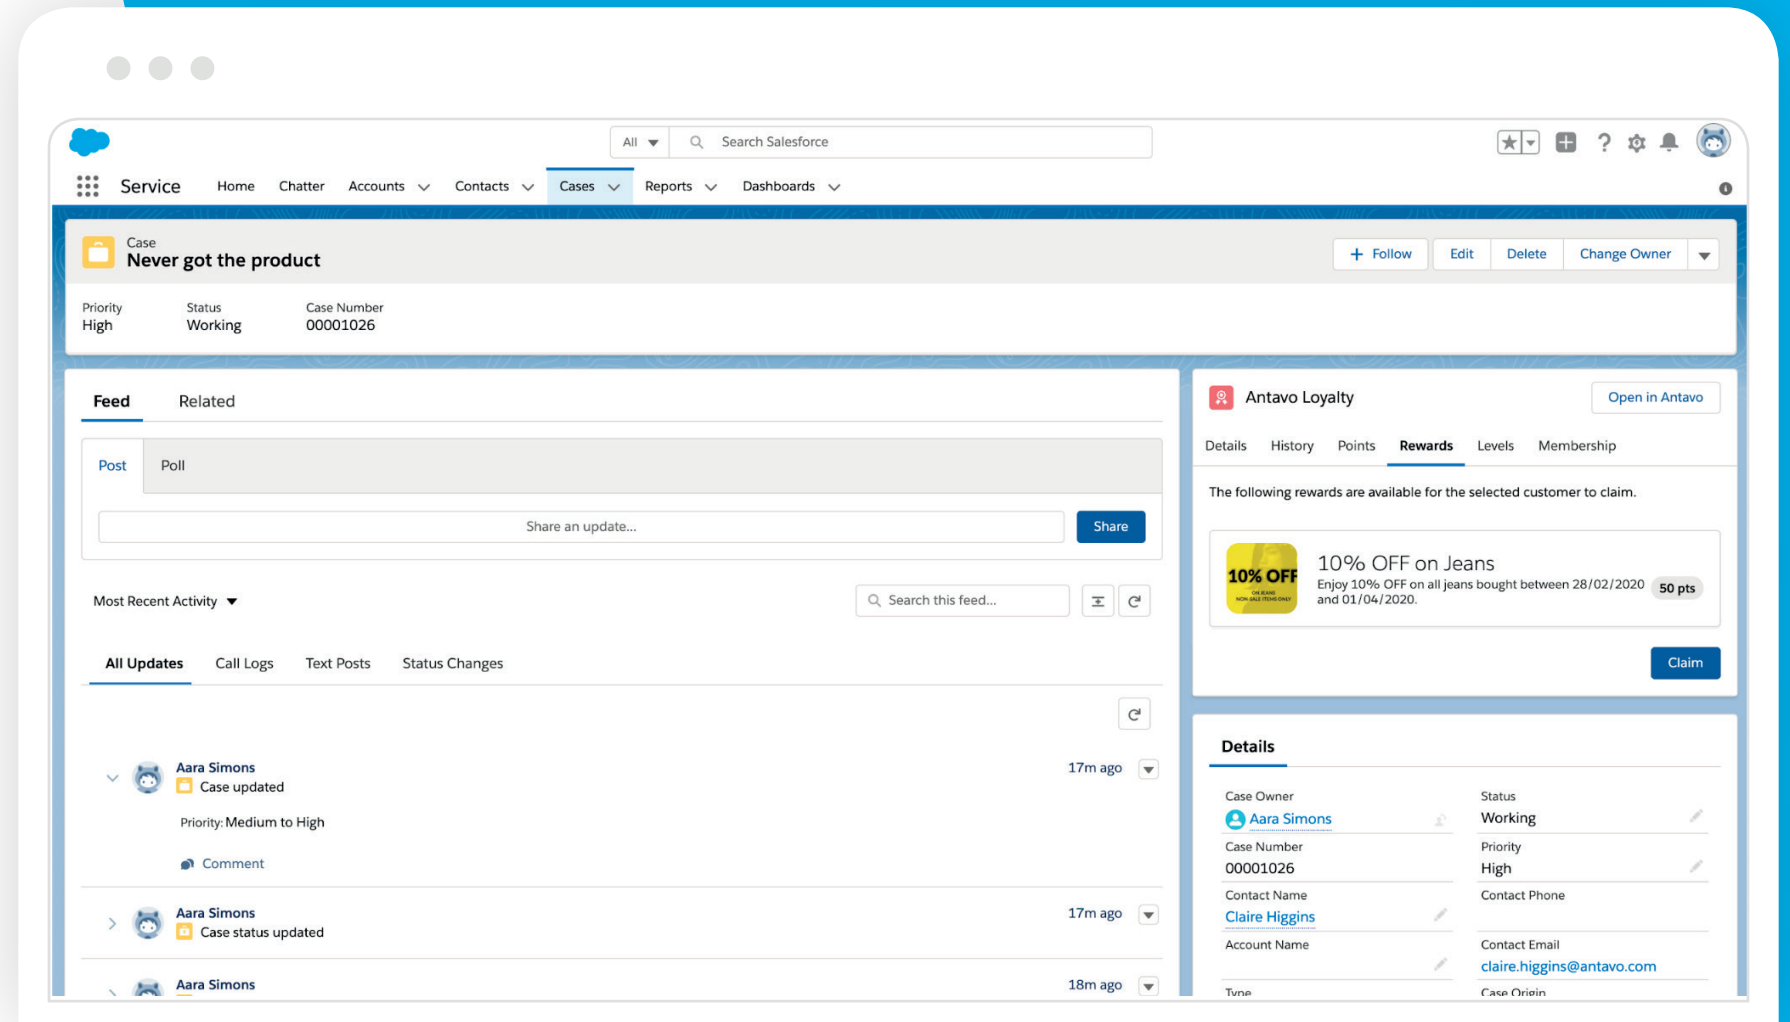 All
Search Salesforce
Service
Home
Chatter
Accounts
Contacts
Cases
Reports
Dashboards
Case
Never got the product
+ Follow
Edit
Delete
Change Owner
Priority
High
Status
Working
Case Number
00001026
Feed
Related
Post
Poll
Share an update...
Share
Most Recent Activity
Search this feed...
All Updates
Call Logs
Text Posts
Status Changes
Aara Simons
17m ago
Case updated
Priority: Medium to High
Comment
Aara Simons
17m ago
Case status updated
Aara Simons
18m ago
Antavo Loyalty
Open in Antavo
Details
History
Points
Rewards
Levels
Membership
The following rewards are available for the selected customer to claim.
10% OFF
ON JEANS
NON-SALE ITEMS ONLY
10% OFF on Jeans
Enjoy 10% OFF on all jeans bought between 28/02/2020
and 01/04/2020.
50 pts
Claim
Details
Case Owner
Aara Simons
Status
Working
Case Number
00001026
Priority
High
Contact Name
Claire Higgins
Contact Phone
Account Name
Contact Email
claire.higgins@antavo.com
Type
Case Origin